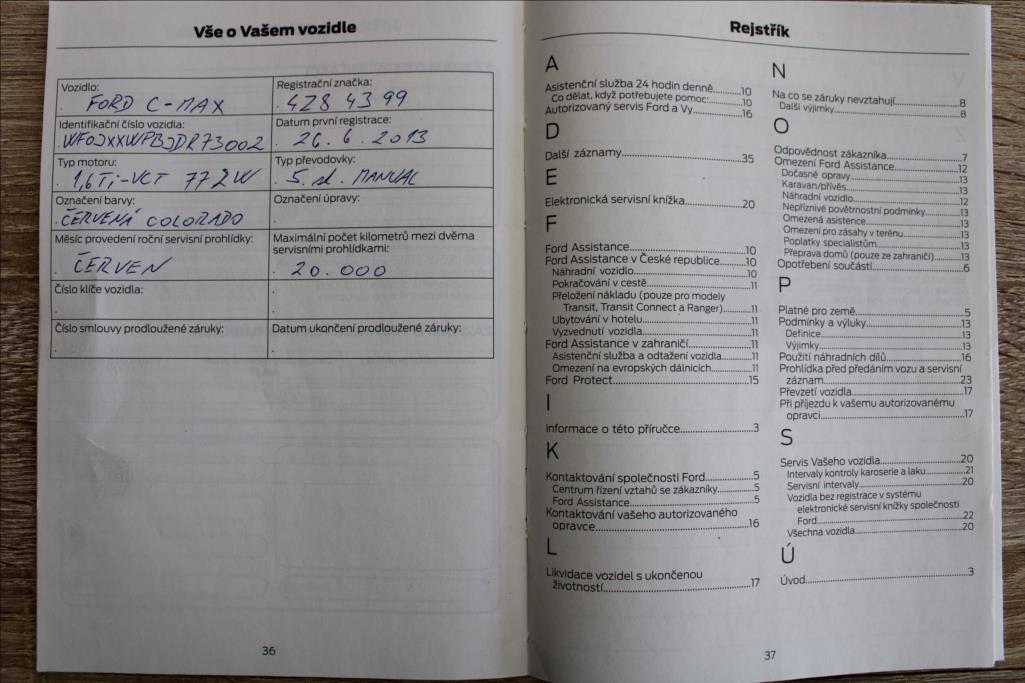 Vše o Vašem vozidle
Vozidlo:
FORD C-MAX
Registrační značka:
4Z8 4399
Identifikační číslo vozidla:
WF0JXXWPBJDR73002
Datum první registrace:
26.6.2013
Typ motoru:
1,6Ti-VCT 77 2W
Typ převodovky:
5. st. MANUAL
Označení barvy:
ČERVENÁ COLORADO
Označení úpravy:
Měsíc provedení roční servisní prohlídky:
ČERVEN
Maximální počet kilometrů mezi dvěma
servisními prohlídkami:
20.000
Číslo klíče vozidla:
Číslo smlouvy prodloužené záruky:
Datum ukončení prodloužené záruky:
36
Rejstřík
A
Asistenční služba 24 hodin denně...10
Co dělat, když potřebujete pomoc:...10
Autorizovaný servis Ford a Vy...16
D
Další záznamy...35
E
Elektronická servisní knížka...20
F
Ford Assistance...10
Ford Assistance v České republice...10
Náhradní vozidlo...10
Pokračování v cestě...11
Přeložení nákladu (pouze pro modely
Transit, Transit Connect a Ranger)...11
Ubytování v hotelu...11
Vyzvednutí vozidla...11
Ford Assistance v zahraničí...11
Asistenční služba a odtažení vozidla...11
Omezení na evropských dálnicích...11
Ford Protect...15
I
Informace o této příručce...3
K
Kontaktování společnosti Ford...5
Centrum řízení vztahů se zákazníky...5
Ford Assistance...5
Kontaktování vašeho autorizovaného
opravce...16
L
Likvidace vozidel s ukončenou
životností...17
N
Na co se záruky nevztahují...8
Další výjimky...8
O
Odpovědnost zákazníka...7
Omezení Ford Assistance...12
Dočasné opravy...13
Karavan/přívěs...13
Náhradní vozidlo...12
Nepříznivé povětrnostní podmínky...13
Omezená asistence...13
Omezení pro zásahy v terénu...13
Poplatky specialistům...13
Přeprava domů (pouze ze zahraničí)...13
Opotřebení součástí...6
P
Platné pro země...5
Podmínky a výluky...13
Definice...13
Výjimky...13
Použití náhradních dílů...16
Prohlídka před předáním vozu a servisní
záznam...23
Převzetí vozidla...17
Při příjezdu k vašemu autorizovanému
opravci...17
S
Servis Vašeho vozidla...20
Intervaly kontroly karoserie a laku...21
Servisní intervaly...20
Vozidla bez registrace v systému
elektronické servisní knížky společnosti
Ford...22
Všechna vozidla...20
Ú
Úvod...3
37